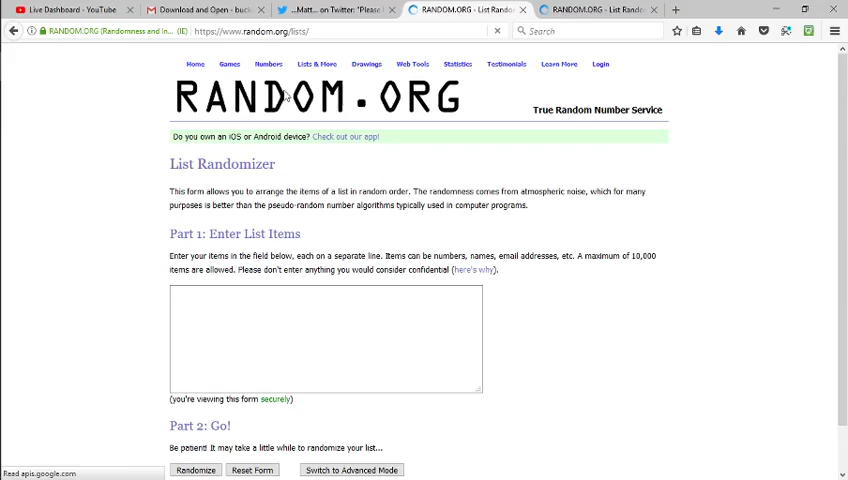 Live Dashboard - YouTube
Download and Open - buck
...Matt... on Twitter: "Please
RANDOM.ORG - List Rando
RANDOM.ORG - List Rando
RANDOM.ORG (Randomness and In... (IE) https://www.random.org/lists/
Search
Home Games Numbers Lists & More Drawings Web Tools Statistics Testimonials Learn More Login
RANDOM.ORG
True Random Number Service
Do you own an iOS or Android device? Check out our app!
List Randomizer
This form allows you to arrange the items of a list in random order. The randomness comes from atmospheric noise, which for many
purposes is better than the pseudo-random number algorithms typically used in computer programs.
Part 1: Enter List Items
Enter your items in the field below, each on a separate line. Items can be numbers, names, email addresses, etc. A maximum of 10,000
items are allowed. Please don't enter anything you would consider confidential (here's why).
(you're viewing this form securely)
Part 2: Go!
Be patient! It may take a little while to randomize your list...
Randomize Reset Form Switch to Advanced Mode
Read apis.google.com